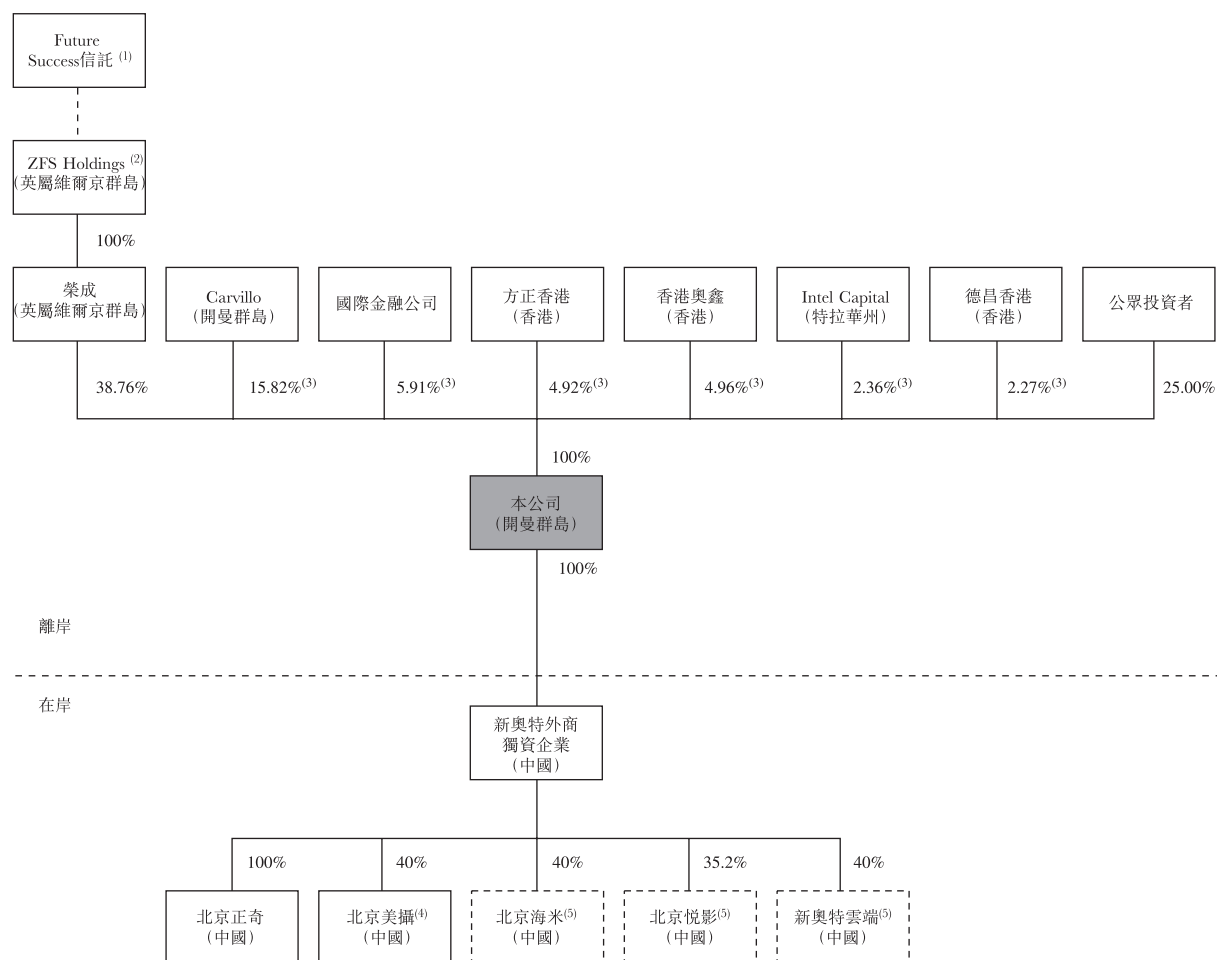 Future
Success信託 (1)
ZFS Holdings (2)
(英屬維爾京群島)
100%
榮成
(英屬維爾京群島)
Carvillo
(開曼群島)
國際金融公司
方正香港
(香港)
香港奧鑫
(香港)
Intel Capital
(特拉華州)
德昌香港
(香港)
公眾投資者
38.76%
15.82%(3)
5.91%(3)
4.92%(3)
4.96%(3)
2.36%(3)
2.27%(3)
25.00%
100%
本公司
(開曼群島)
100%
離岸
在岸
新奧特外商
獨資企業
(中國)
100%
40%
40%
35.2%
40%
北京正奇
(中國)
北京美攝(4)
(中國)
北京海米(5)
(中國)
北京悦影(5)
(中國)
新奧特雲端(5)
(中國)